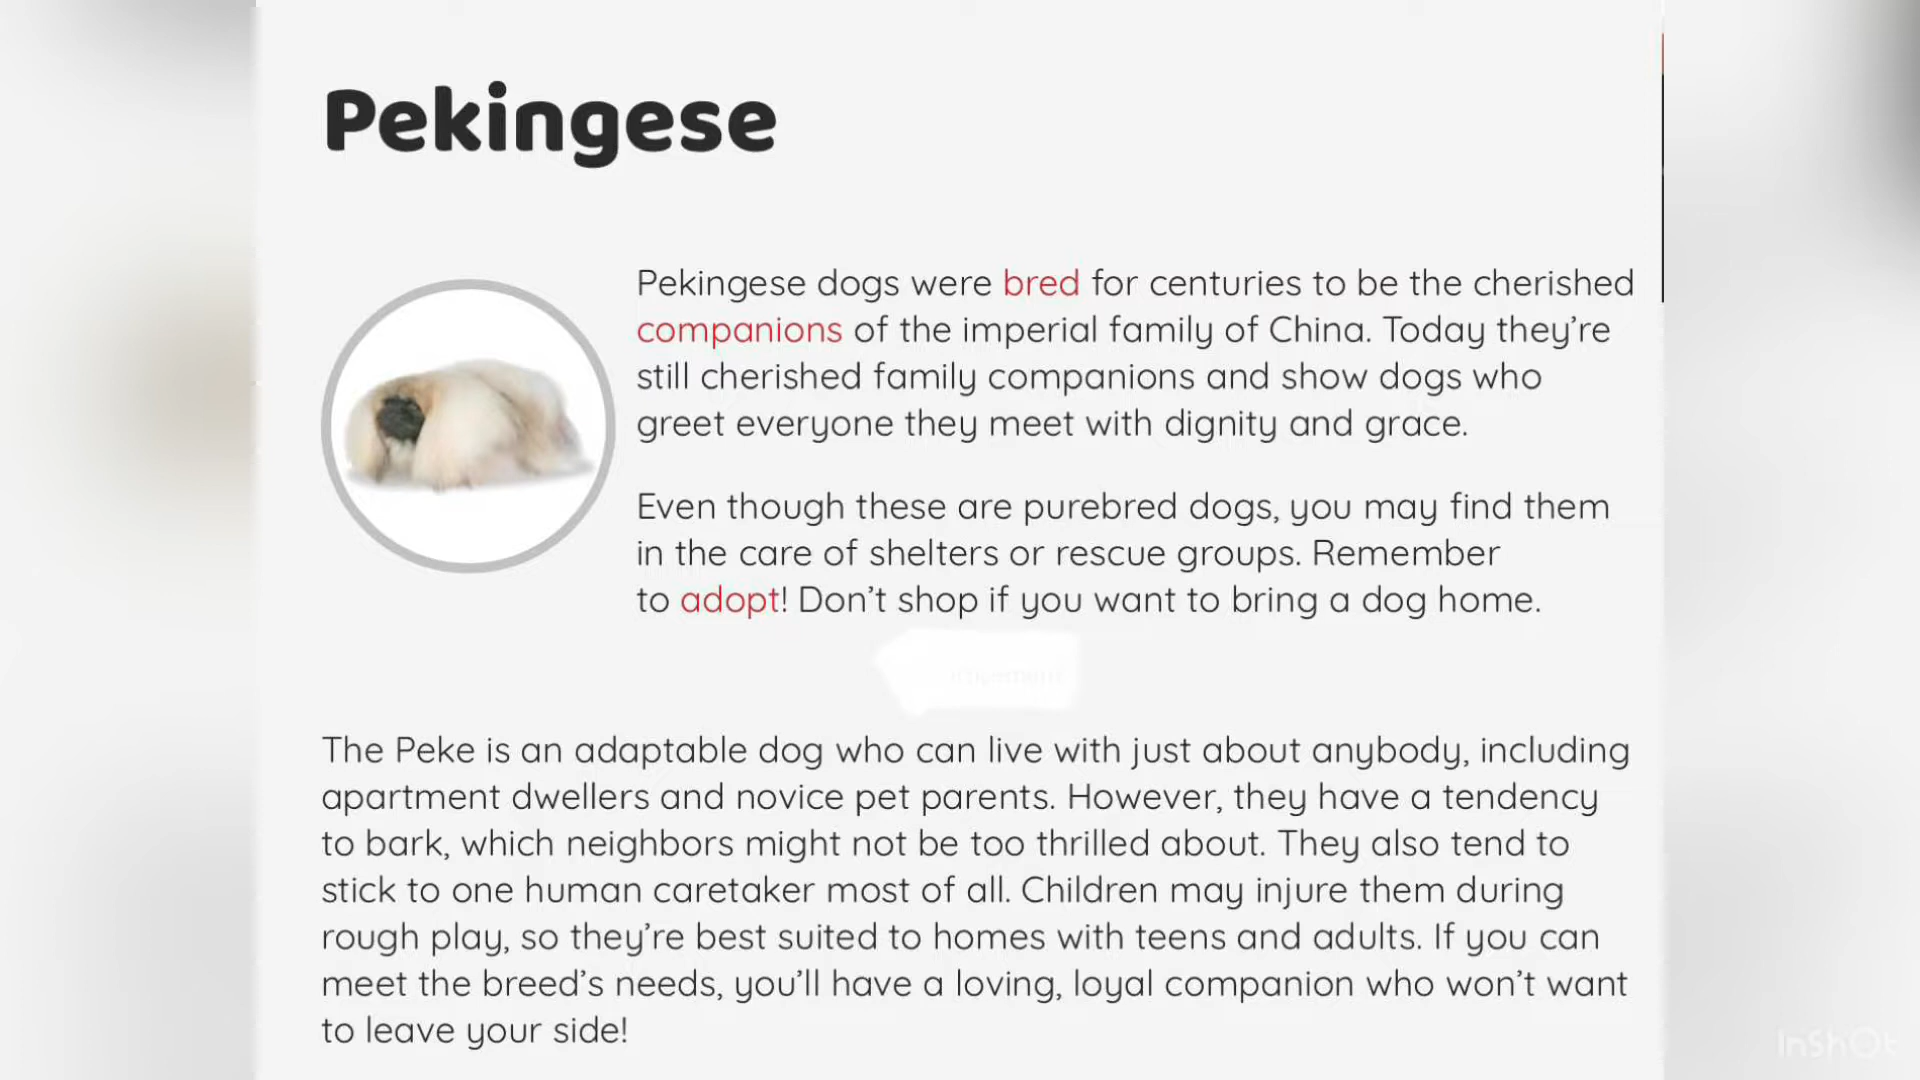 Pekingese
Pekingese dogs were bred for centuries to be the cherished
companions of the imperial family of China. Today they’re
still cherished family companions and show dogs who
greet everyone they meet with dignity and grace.
Even though these are purebred dogs, you may find them
in the care of shelters or rescue groups. Remember
to adopt! Don’t shop if you want to bring a dog home.
The Peke is an adaptable dog who can live with just about anybody, including
apartment dwellers and novice pet parents. However, they have a tendency
to bark, which neighbors might not be too thrilled about. They also tend to
stick to one human caretaker most of all. Children may injure them during
rough play, so they’re best suited to homes with teens and adults. If you can
meet the breed’s needs, you’ll have a loving, loyal companion who won’t want
to leave your side!
InShOt